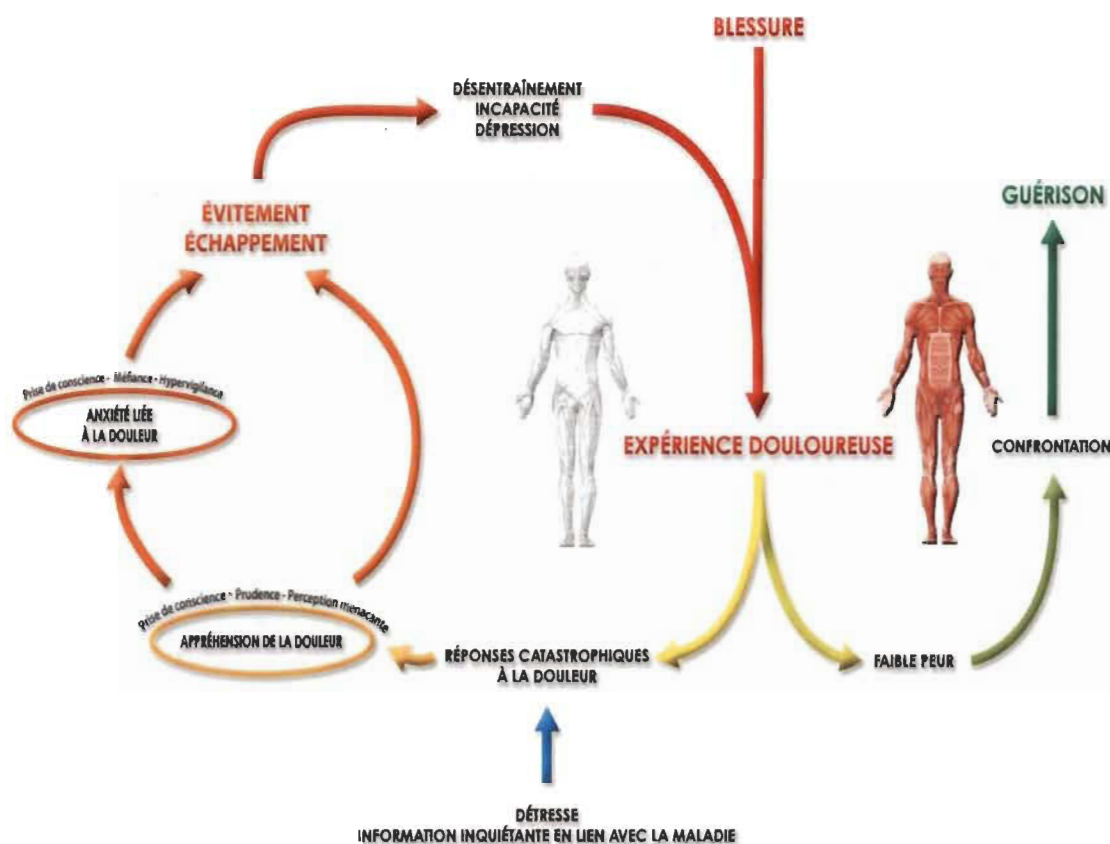 BLESSURE
DÉSENTRAÎNEMENT
INCAPACITÉ
DÉPRESSION
GUÉRISON
ÉVITEMENT
ÉCHAPPEMENT
Prise de conscience - Méfiance - Hypervigilance
ANXIÉTÉ LIÉE
À LA DOULEUR
EXPÉRIENCE DOULOUREUSE
CONFRONTATION
Prise de conscience - Prudence - Perception menaçante
APPRÉHENSION DE LA DOULEUR
RÉPONSES CATASTROPHIQUES
À LA DOULEUR
FAIBLE PEUR
DÉTRESSE
INFORMATION INQUIÉTANTE EN LIEN AVEC LA MALADIE